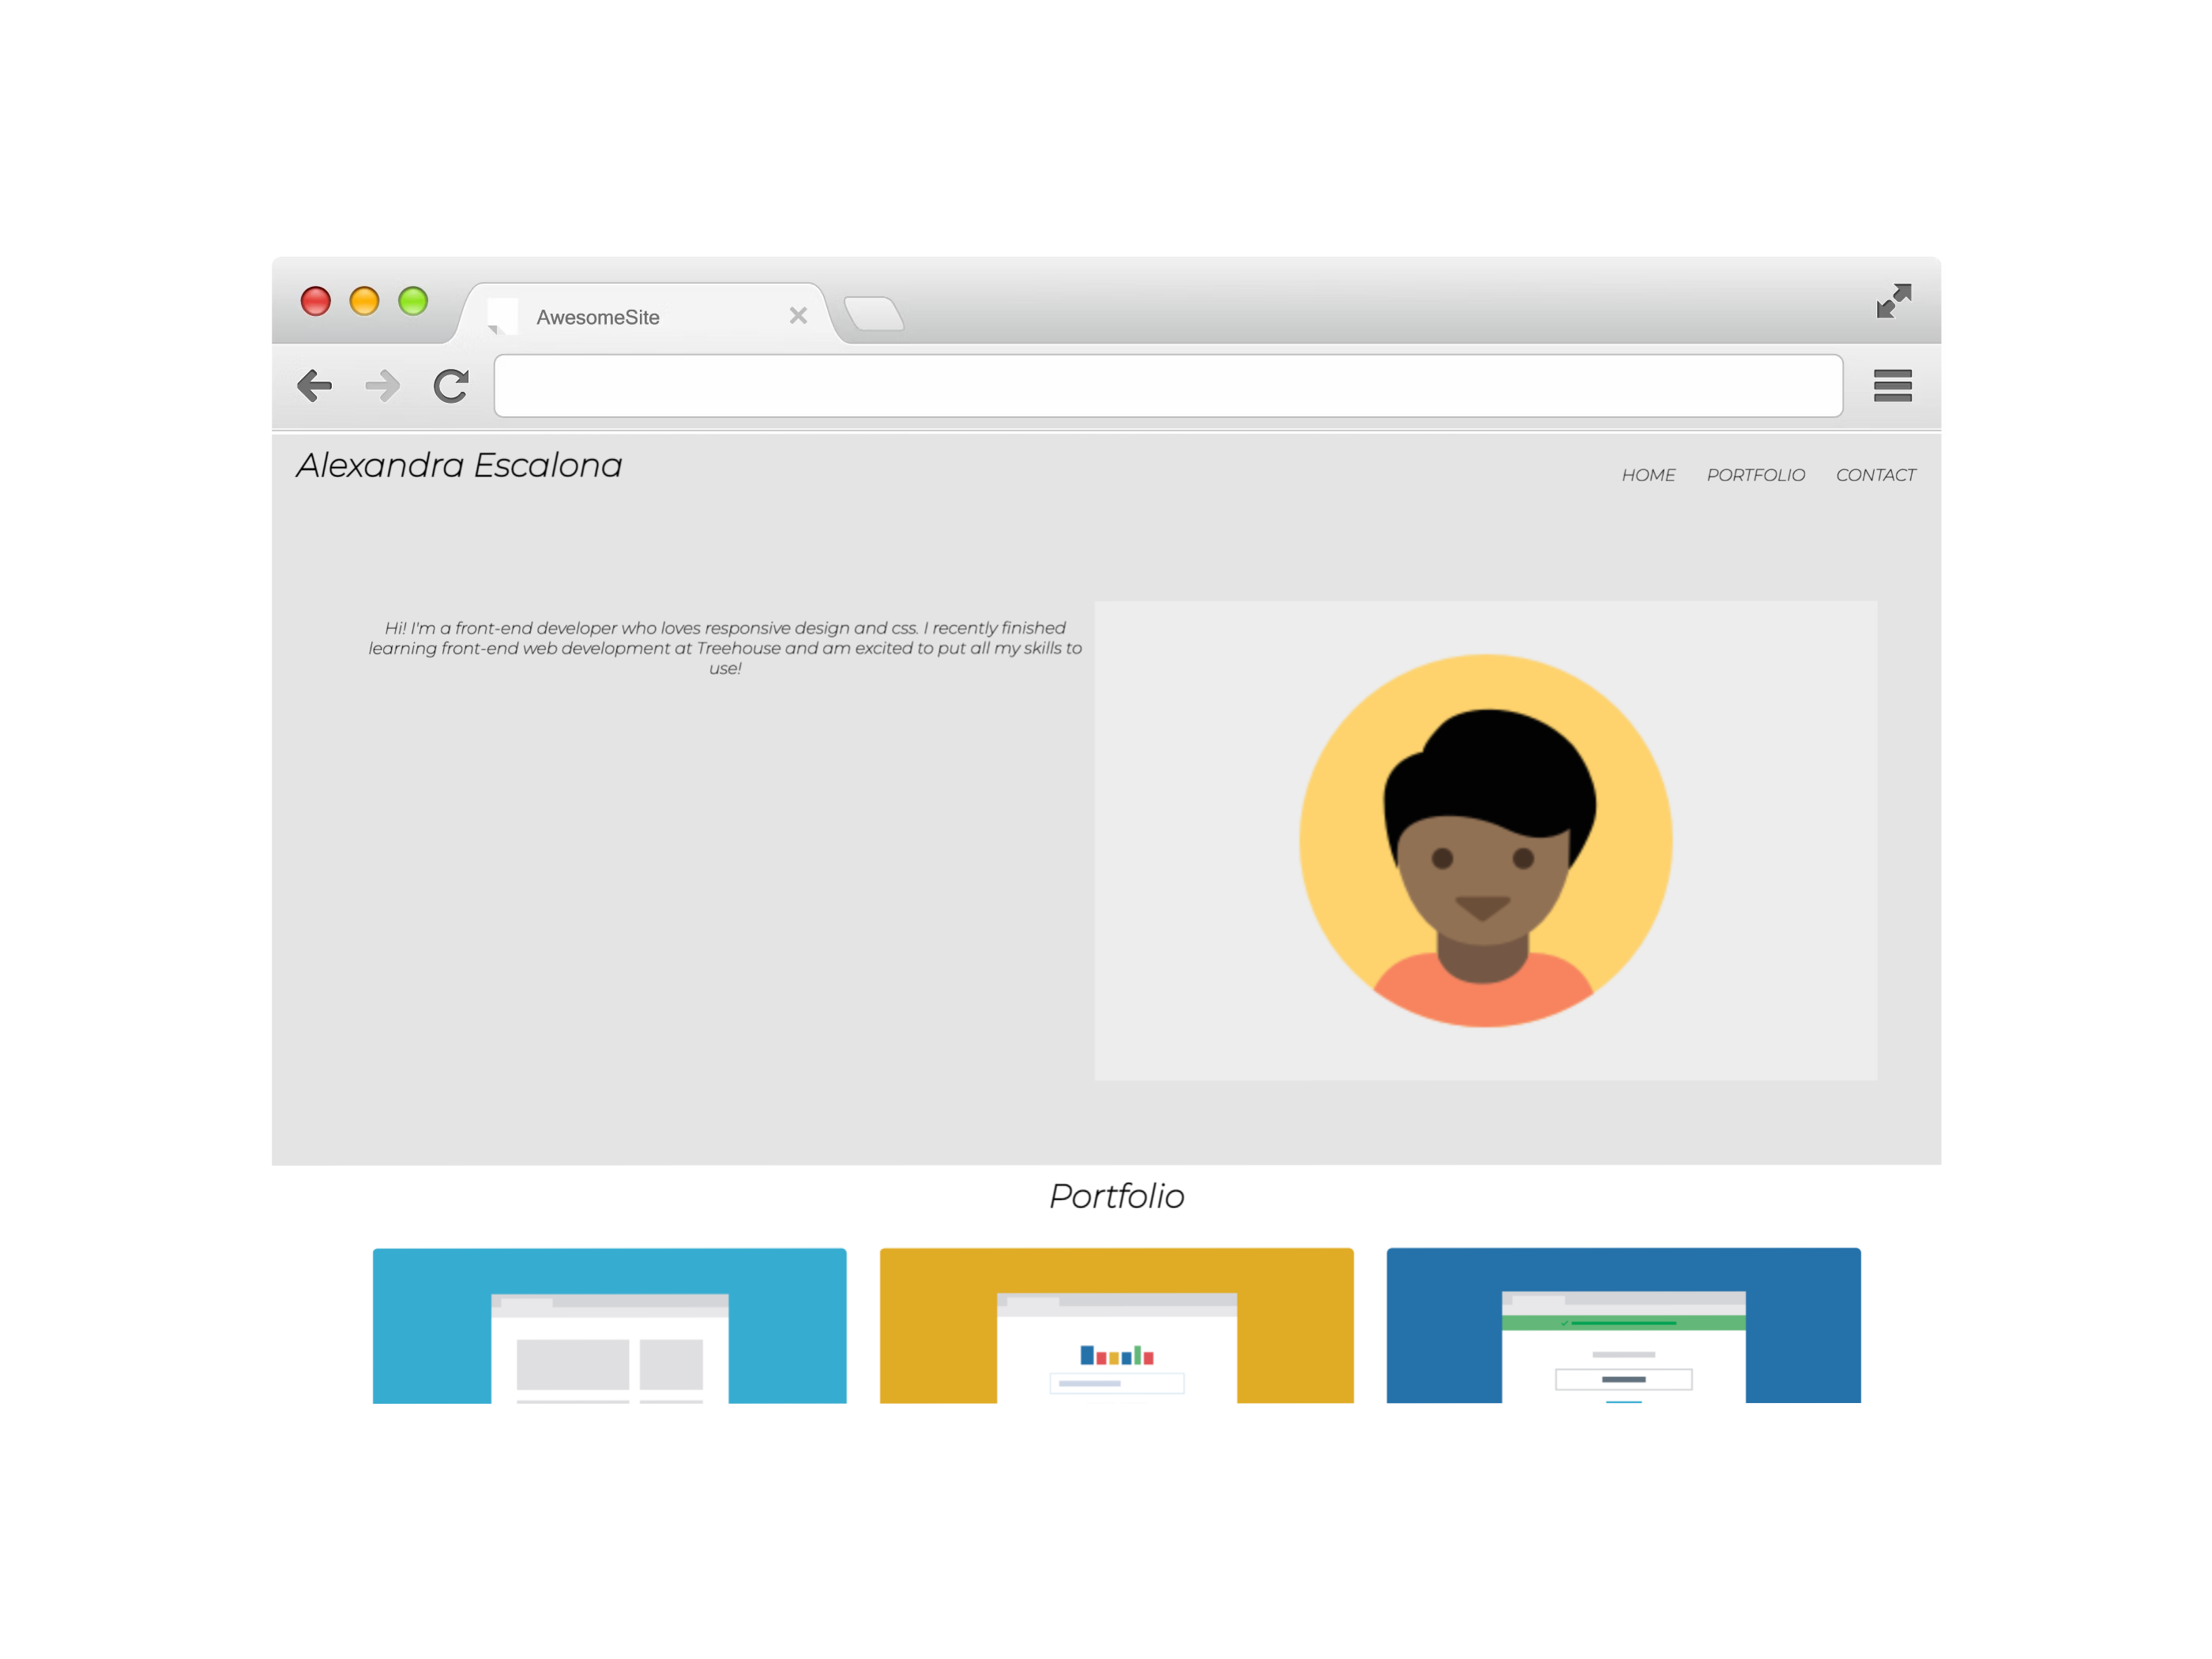 AwesomeSite
Alexandra Escalona
HOME PORTFOLIO CONTACT
Hi! I'm a front-end developer who loves responsive design and css. I recently finished
learning front-end web development at Treehouse and am excited to put all my skills to
use!
Portfolio